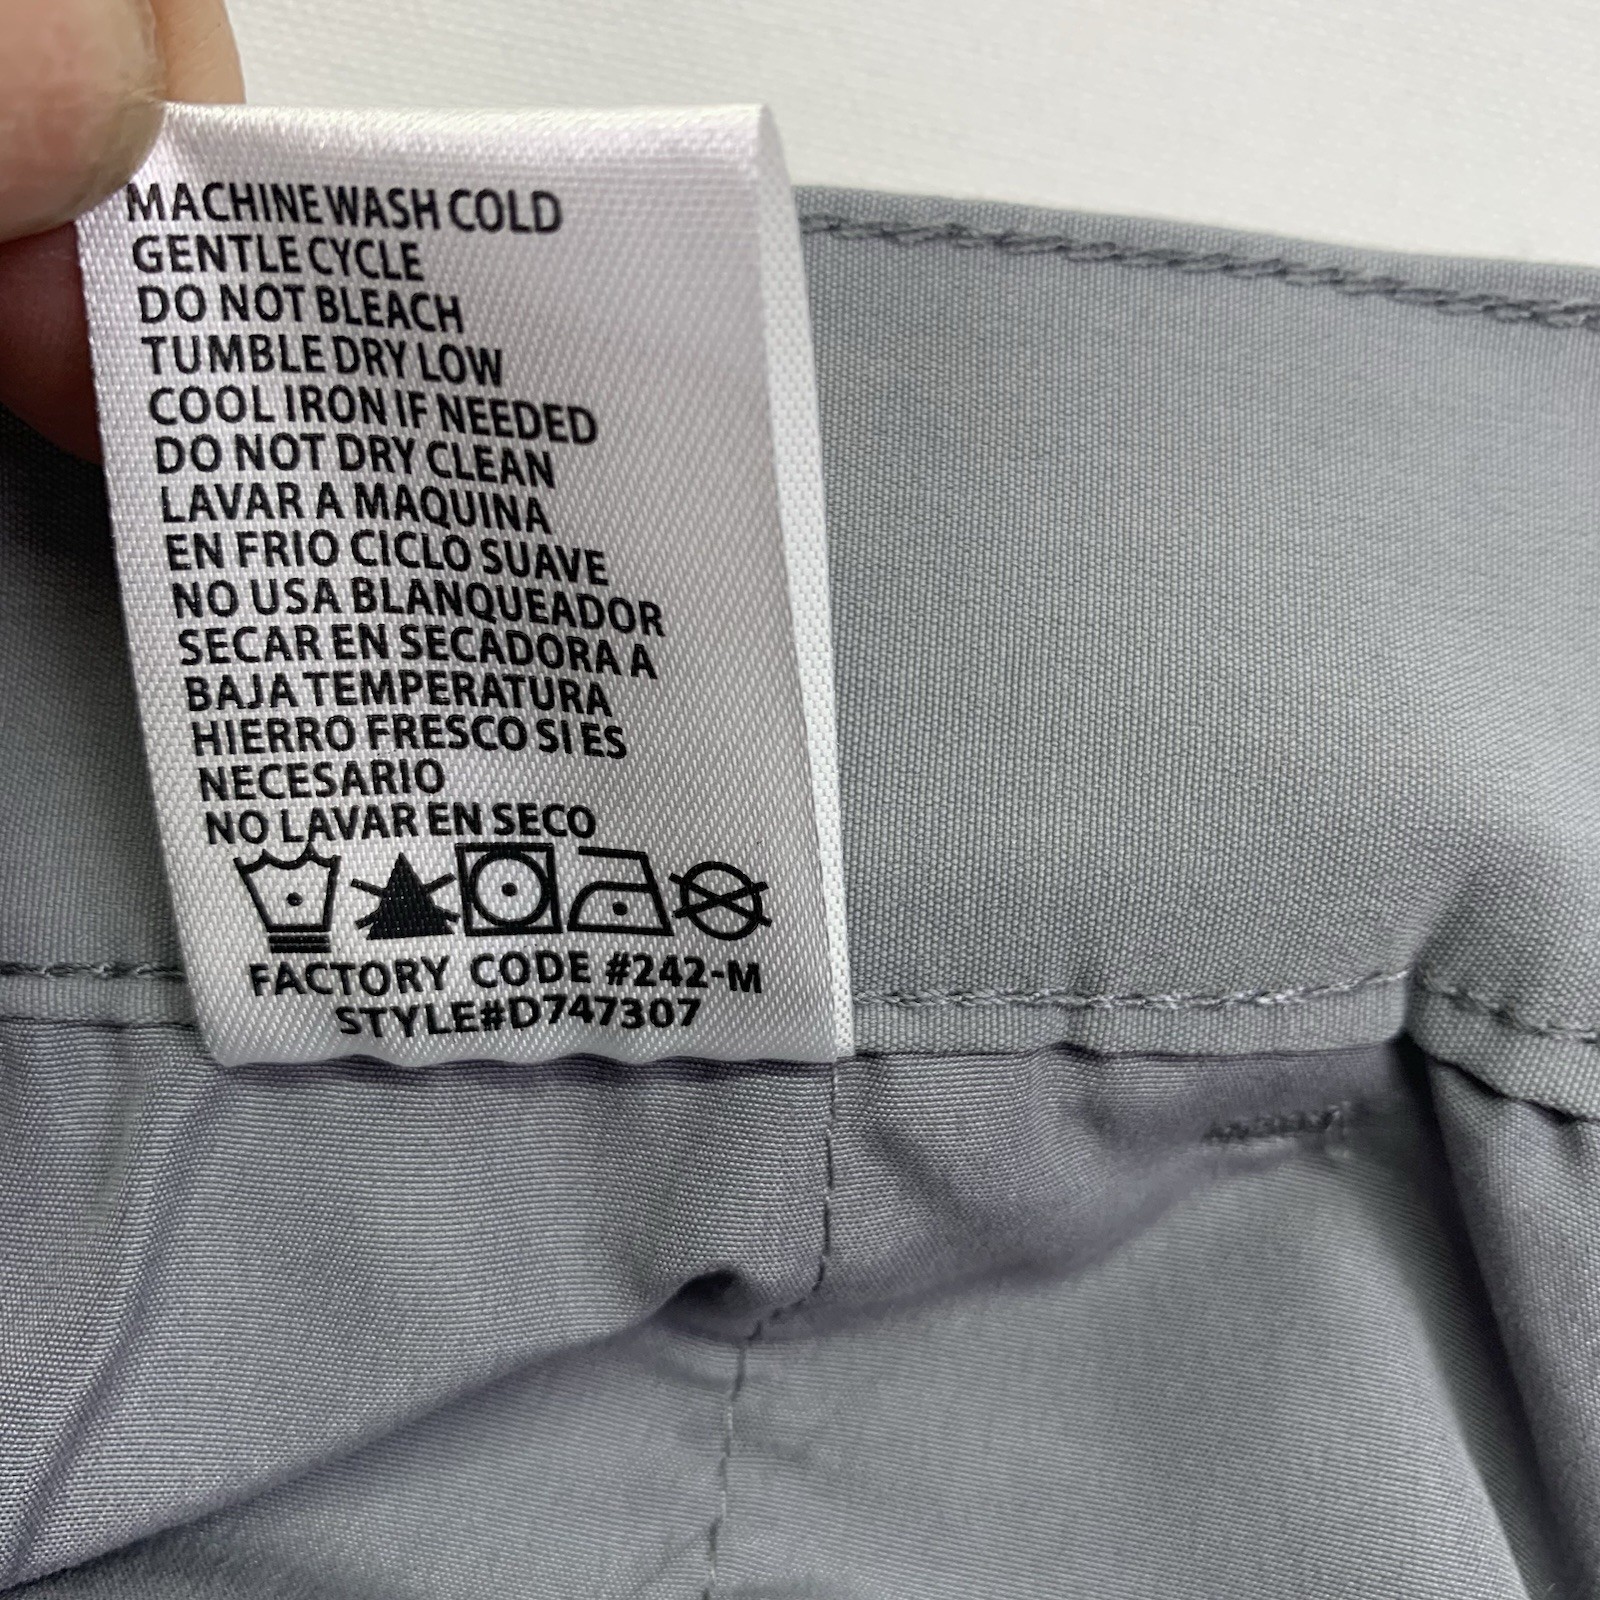 MACHINE WASH COLD
GENTLE CYCLE
DO NOT BLEACH
TUMBLE DRY LOW
COOL IRON IF NEEDED
DO NOT DRY CLEAN
LAVAR A MAQUINA
EN FRIO CICLO SUAVE
NO USA BLANQUEADOR
SECAR EN SECADORA A
BAJA TEMPERATURA
HIERRO FRESCO SI ES
NECESARIO
NO LAVAR EN SECO
FACTORY CODE #242-M
STYLE#D747307